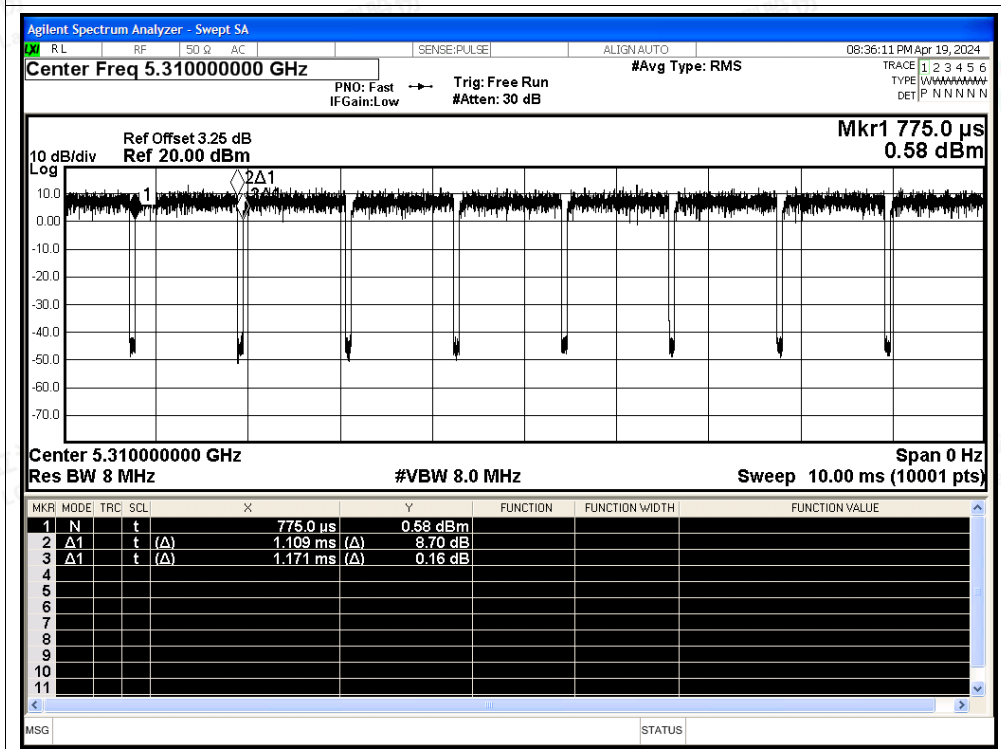 Agilent Spectrum Analyzer - Swept SA
LXI RL RF 50 Ω AC SENSE:PULSE ALIGN AUTO 08:36:11 PM Apr 19, 2024
Center Freq 5.310000000 GHz #Avg Type: RMS TRACE 1 2 3 4 5 6
PNO: Fast Trig: Free Run TYPE WWWWWW
IFGain:Low #Atten: 30 dB DET P N N N N N
Mkr1 775.0 µs
Ref Offset 3.25 dB
10 dB/div Ref 20.00 dBm 0.58 dBm
Log
2Δ1
10.0
1
3Δ1
0.00
-10.0
-20.0
-30.0
-40.0
-50.0
-60.0
-70.0
Center 5.310000000 GHz Span 0 Hz
Res BW 8 MHz #VBW 8.0 MHz Sweep 10.00 ms (10001 pts)
MKR MODE TRC SCL X Y FUNCTION FUNCTION WIDTH FUNCTION VALUE
1 N t 775.0 µs 0.58 dBm
2 Δ1 t (Δ) 1.109 ms (Δ) 8.70 dB
3 Δ1 t (Δ) 1.171 ms (Δ) 0.16 dB
4
5
6
7
8
9
10
11
MSG STATUS